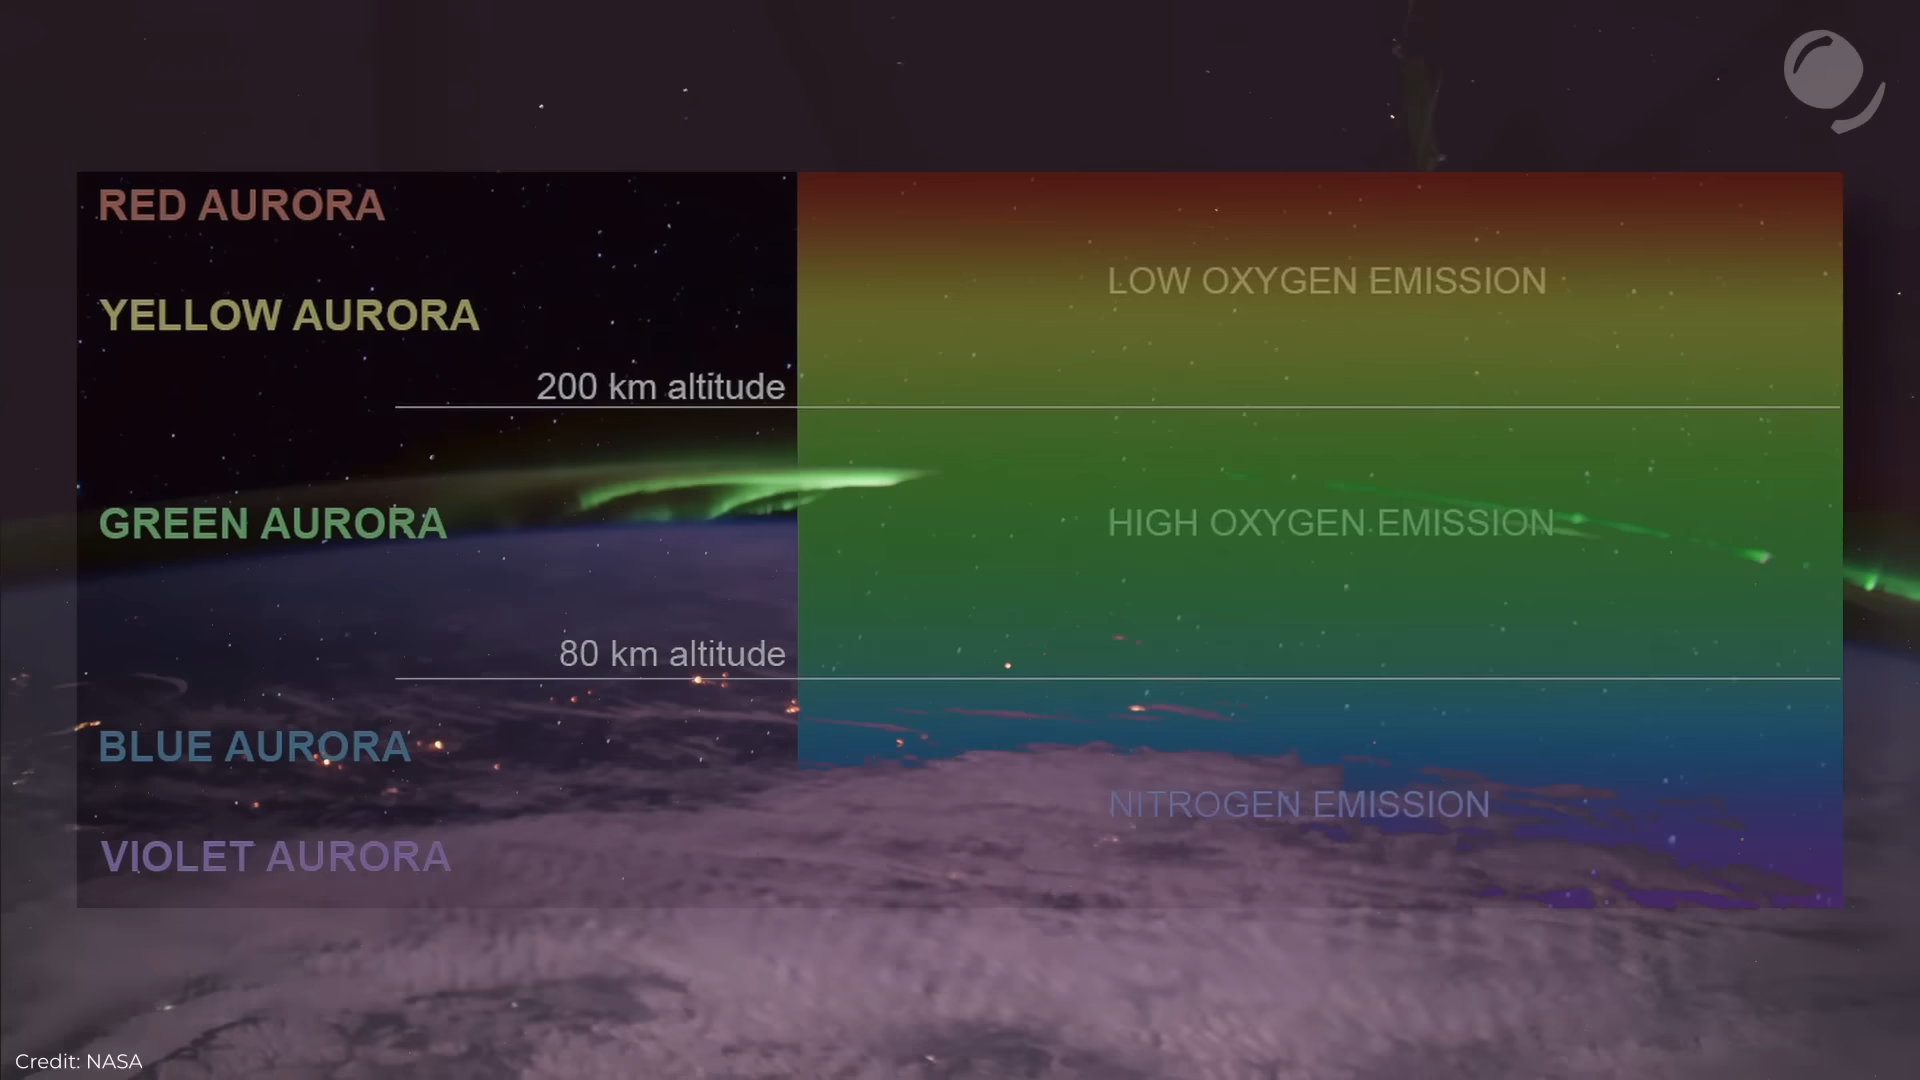 RED AURORA
LOW OXYGEN EMISSION
YELLOW AURORA
200 km altitude
GREEN AURORA
HIGH OXYGEN EMISSION
80 km altitude
BLUE AURORA
NITROGEN EMISSION
VIOLET AURORA
Credit: NASA